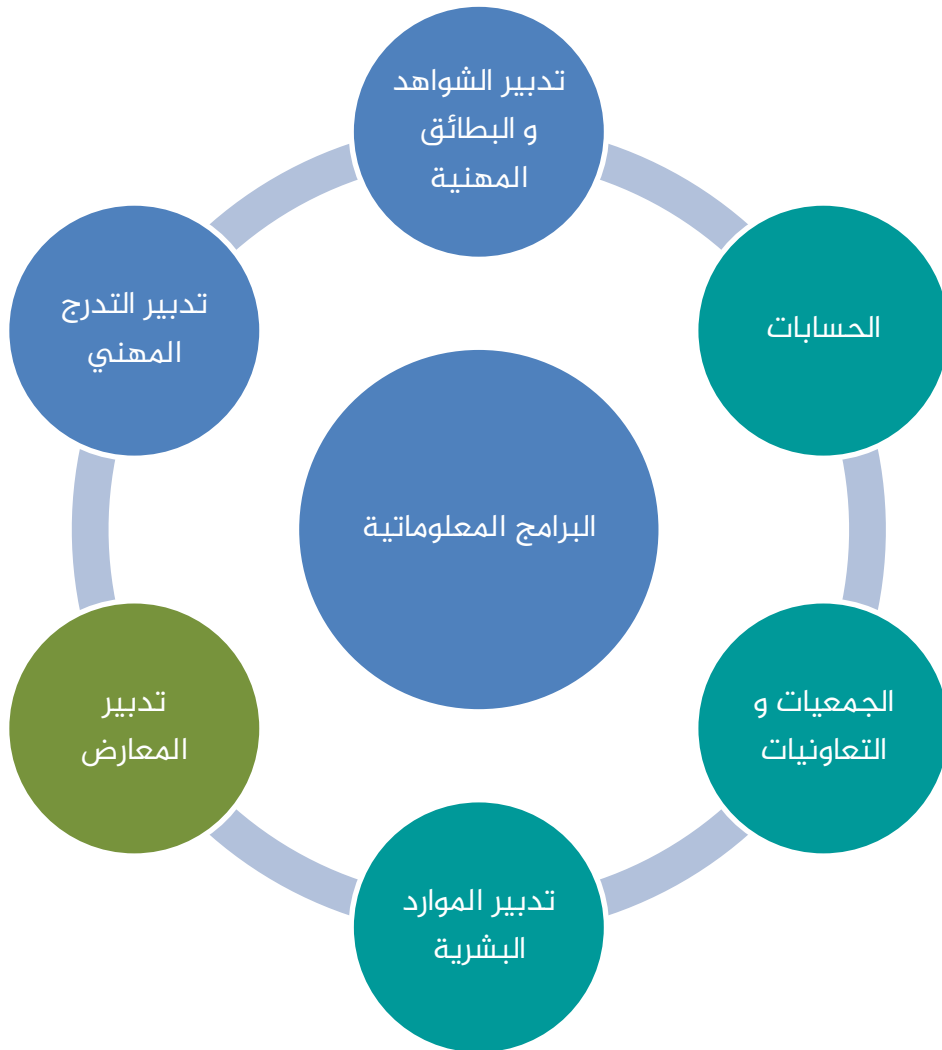 تدبير الشواهد
و البطائق
المهنية
الحسابات
الجمعيات و
التعاونيات
تدبير الموارد
البشرية
تدبير
المعارض
تدبير التدرج
المهني
البرامج المعلوماتية